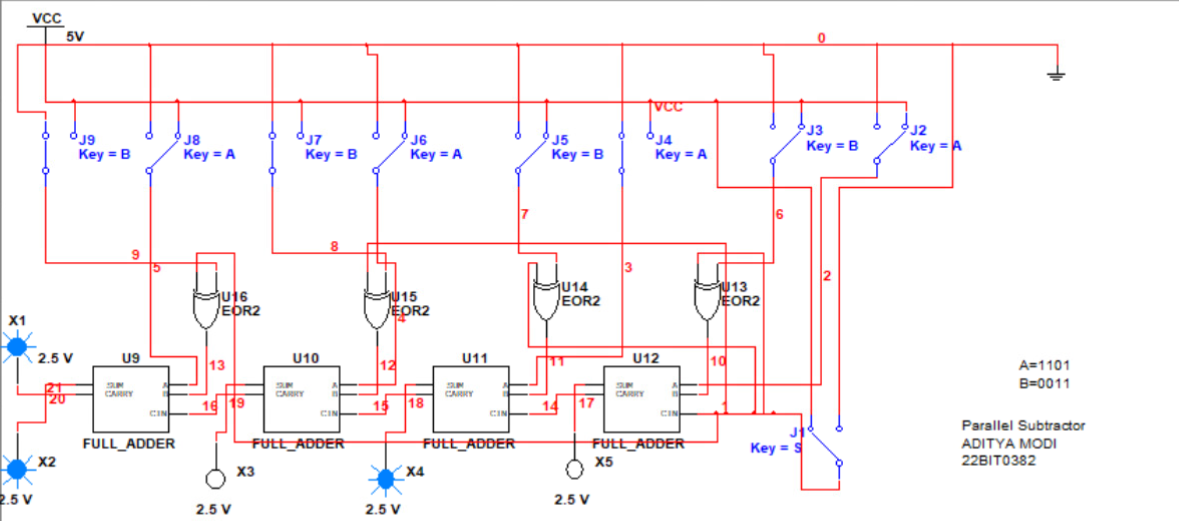 VCC
5V
0
VCC
J9
Key = B
J8
Key = A
J7
Key = B
J6
Key = A
J5
Key = B
J4
Key = A
J3
Key = B
J2
Key = A
7
6
9
5
8
3
2
U16
EOR2
U15
EOR2
4
U14
EOR2
U13
EOR2
X1
2.5 V
U9
13
U10
12
U11
11
U12
10
A=1101
B=0011
21
20
SUM
CARRY
A
B
CIN
16
19
SUM
CARRY
A
B
CIN
15
18
SUM
CARRY
A
B
CIN
14
17
SUM
CARRY
A
B
CIN
1
FULL_ADDER
FULL_ADDER
FULL_ADDER
FULL_ADDER
J1
Key = S
Parallel Subtractor
ADITYA MODI
22BIT0382
X2
2.5 V
X3
2.5 V
X4
2.5 V
X5
2.5 V